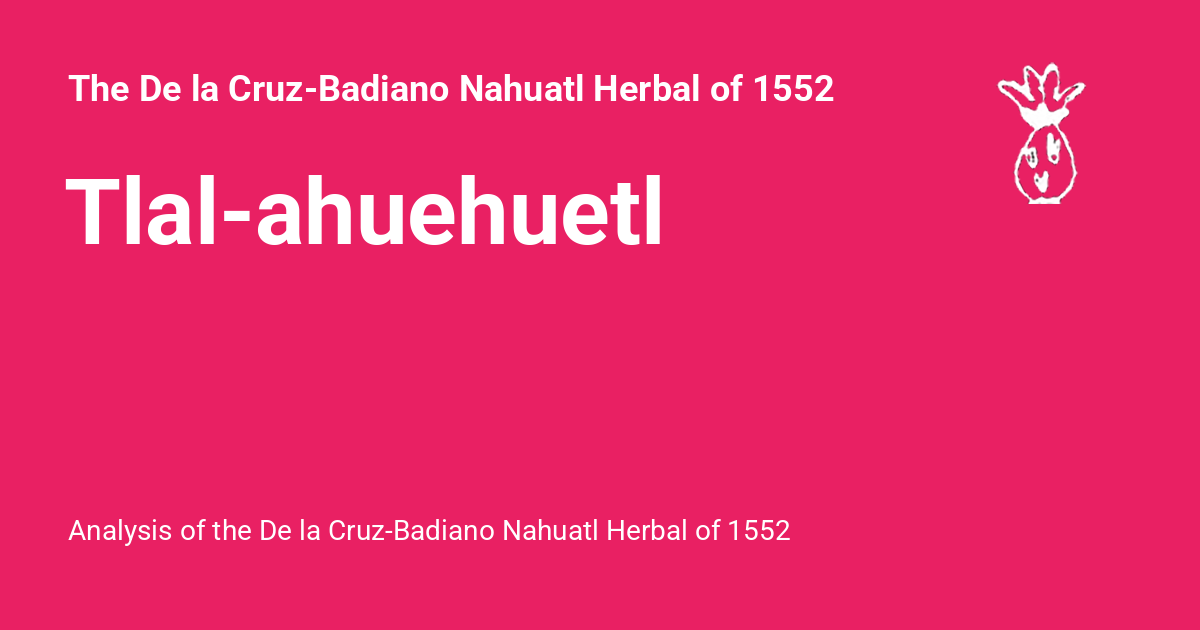 The De la Cruz-Badiano Nahuatl Herbal of 1552
Tlal-ahuehuetl
Analysis of the De la Cruz-Badiano Nahuatl Herbal of 1552